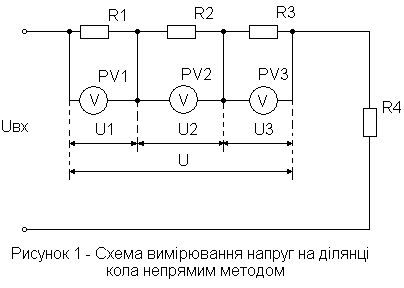 R1 R2 R3
PV1 PV2 PV3
V V V
R4
Uвх
U1 U2 U3
U
Рисунок 1 - Схема вимірювання напруг на ділянці
кола непрямим методом